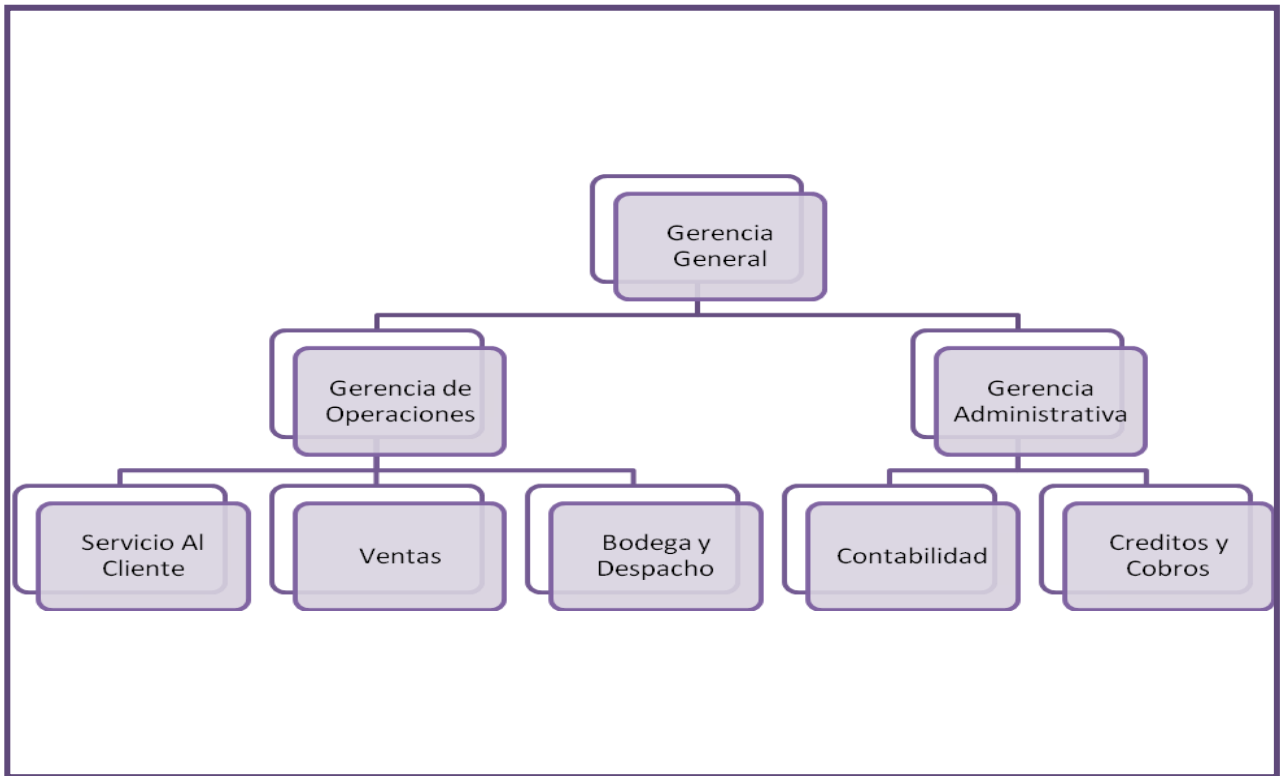 Gerencia
General
Gerencia de
Operaciones
Gerencia
Administrativa
Servicio Al
Cliente
Ventas
Bodega y
Despacho
Contabilidad
Creditos y
Cobros